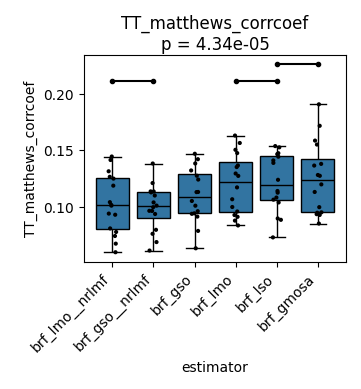 TT_matthews_corrcoef
p = 4.34e-05
TT_matthews_corrcoef
0.20
0.15
0.10
brf_lmo__nrlmf
brf_gso__nrlmf
brf_gso
brf_lmo
brf_lso
brf_gmosa
estimator